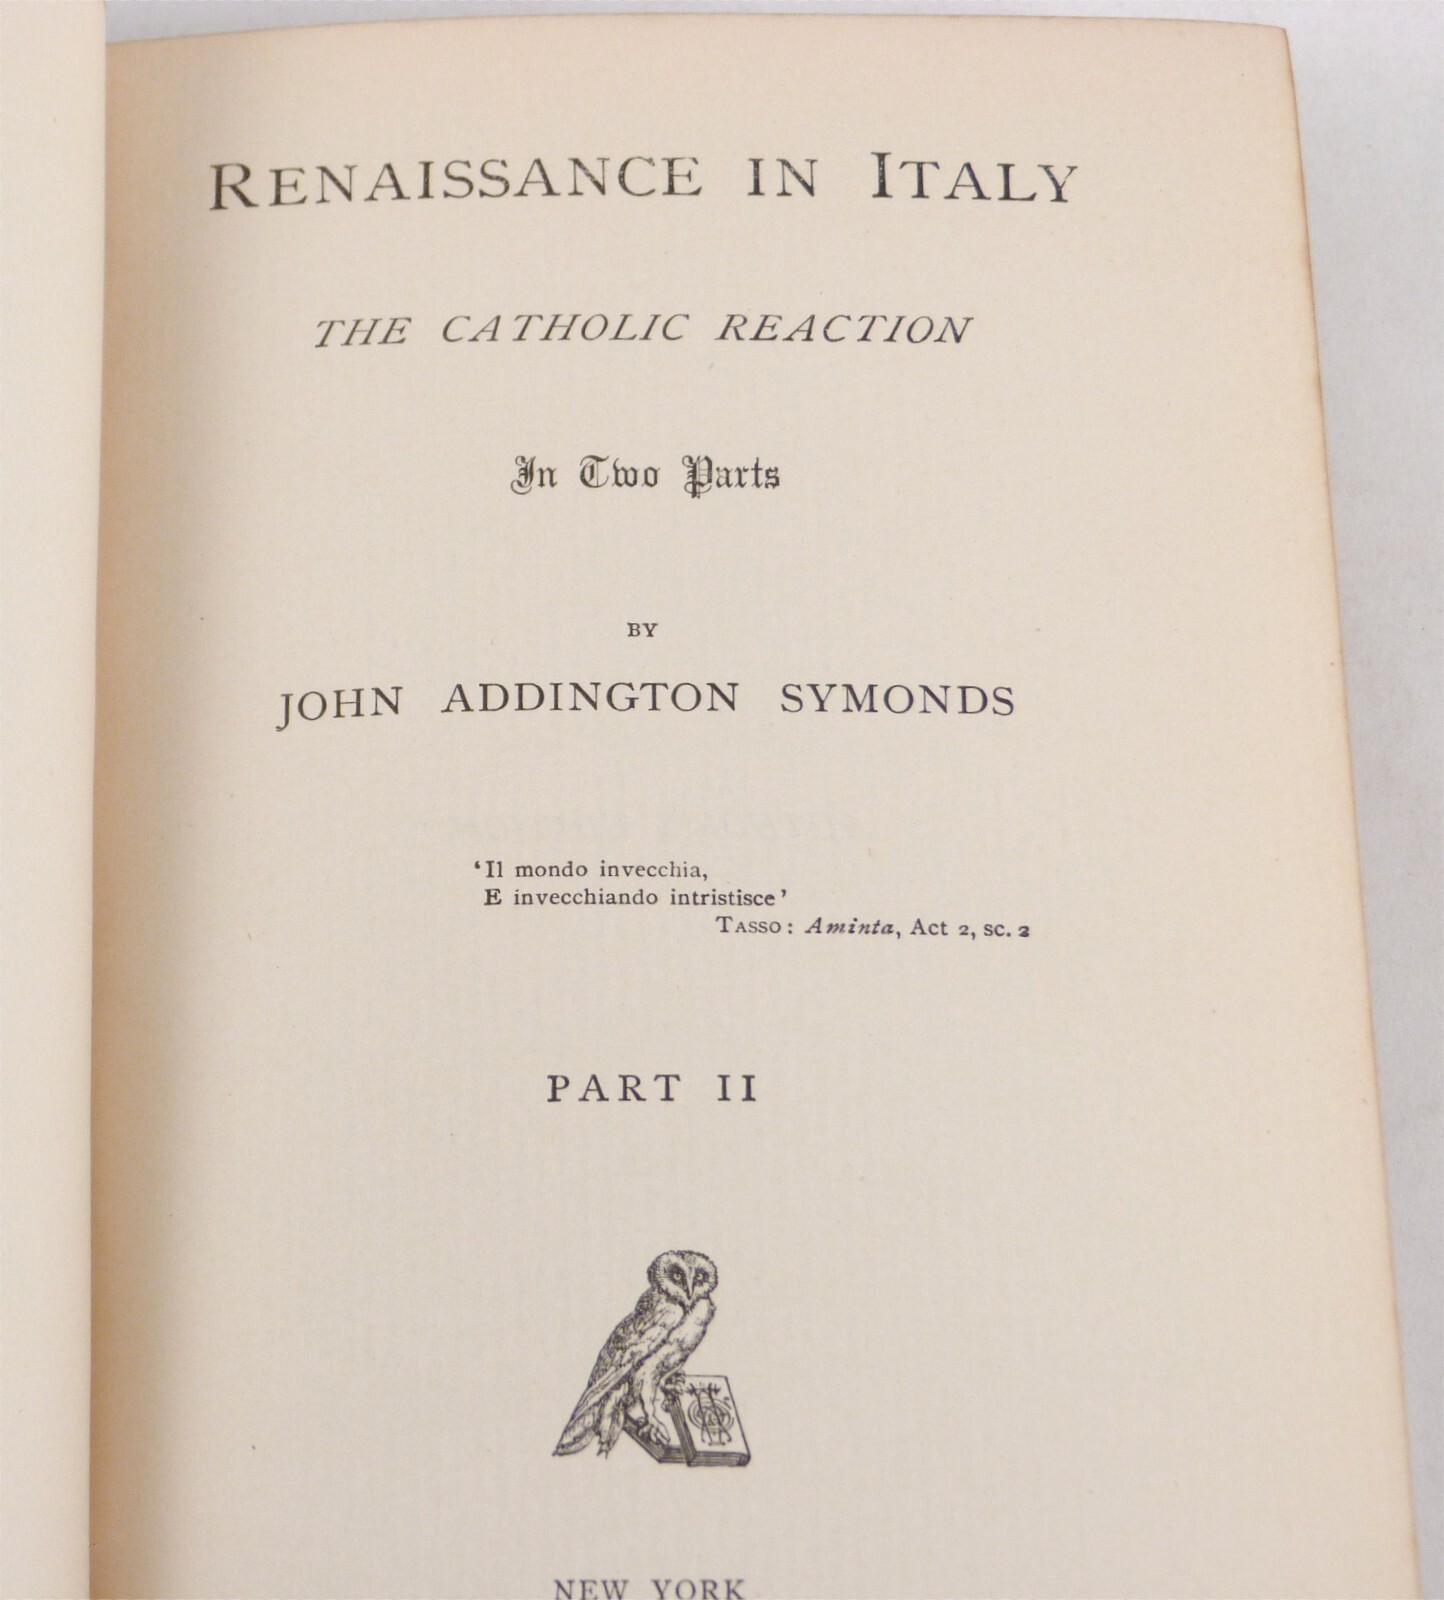 RENAISSANCE IN ITALY
THE CATHOLIC REACTION
In Two Parts
BY
JOHN ADDINGTON SYMONDS
‘Il mondo invecchia,
E invecchiando intristisce’
TASSO: Aminta, Act 2, sc. 2
PART II
NEW YORK